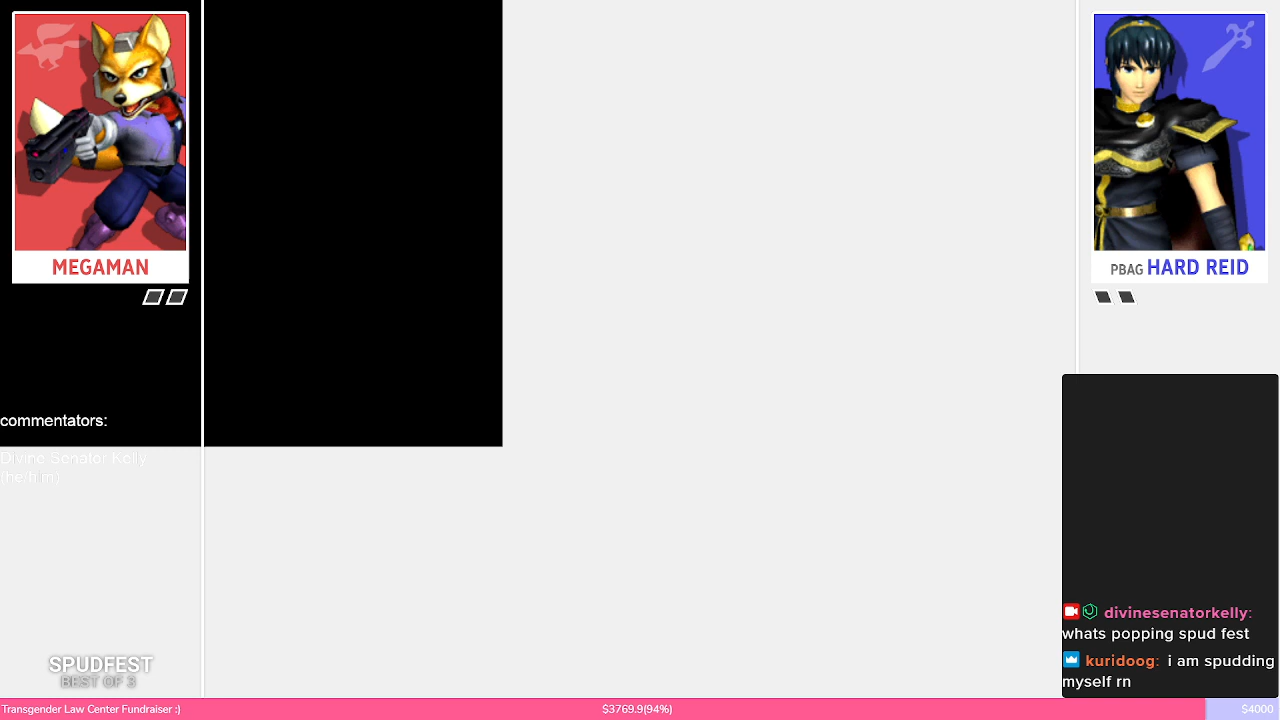 MEGAMAN
PBAG HARD REID
commentators:
Divine Senator Kelly
(he/him)
divinesenatorkelly:
whats popping spud fest
kuridoog: i am spudding
myself rn
SPUDFEST
BEST OF 3
Transgender Law Center Fundraiser :)
$3769.9(94%)
$4000